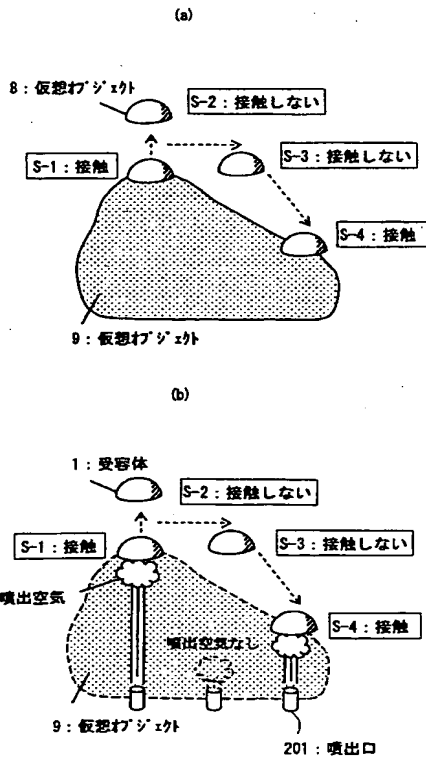 (a)
8：仮想オブジェクト
S-2：接触しない
S-1：接触
S-3：接触しない
S-4：接触
9：仮想オブジェクト
(b)
1：受容体
S-2：接触しない
S-1：接触
S-3：接触しない
噴出空気
S-4：接触
噴出空気なし
9：仮想オブジェクト
201：噴出口